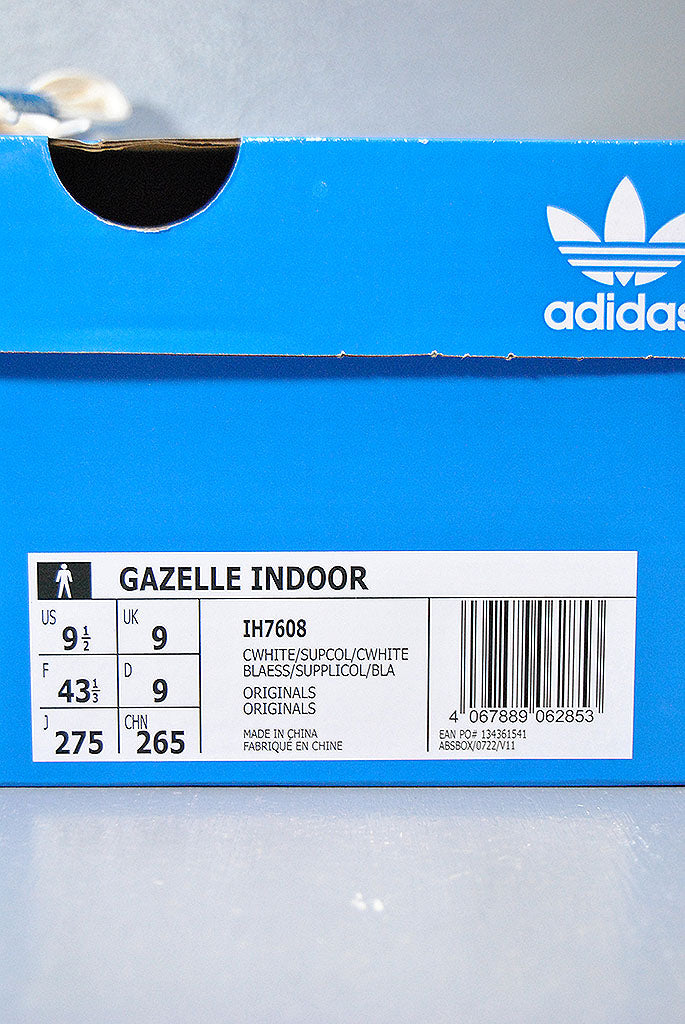 adidas
GAZELLE INDOOR
US 9 1/2
UK 9
F 43 1/3
D 9
J 275
CHN 265
IH7608
CWHITE/SUPCOL/CWHITE
BLAESS/SUPPLICOL/BLA
ORIGINALS
ORIGINALS
MADE IN CHINA
FABRIQUÉ EN CHINE
4 067889 062853
EAN PO# 134361541
ABSBOX/0722/V11